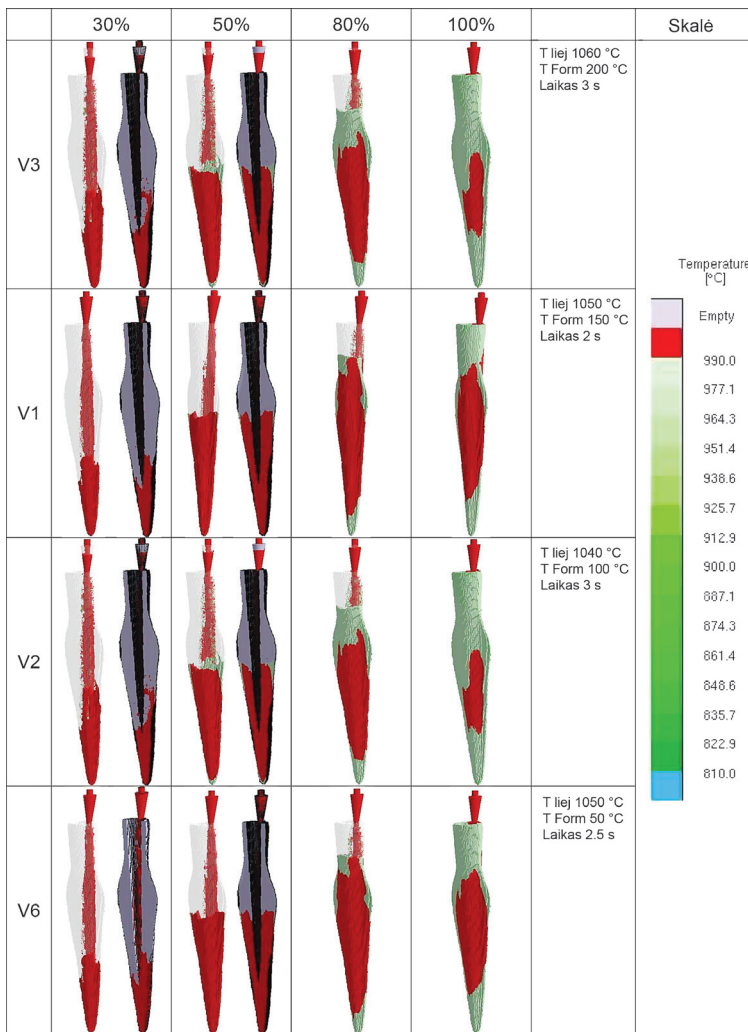 30%
50%
80%
100%
Skalė
V3
T liej 1060 °C
T Form 200 °C
Laikas 3 s
V1
T liej 1050 °C
T Form 150 °C
Laikas 2 s
V2
T liej 1040 °C
T Form 100 °C
Laikas 3 s
V6
T liej 1050 °C
T Form 50 °C
Laikas 2.5 s
Temperature
[°C]
Empty
990.0
977.1
964.3
951.4
938.6
925.7
912.9
900.0
887.1
874.3
861.4
848.6
835.7
822.9
810.0